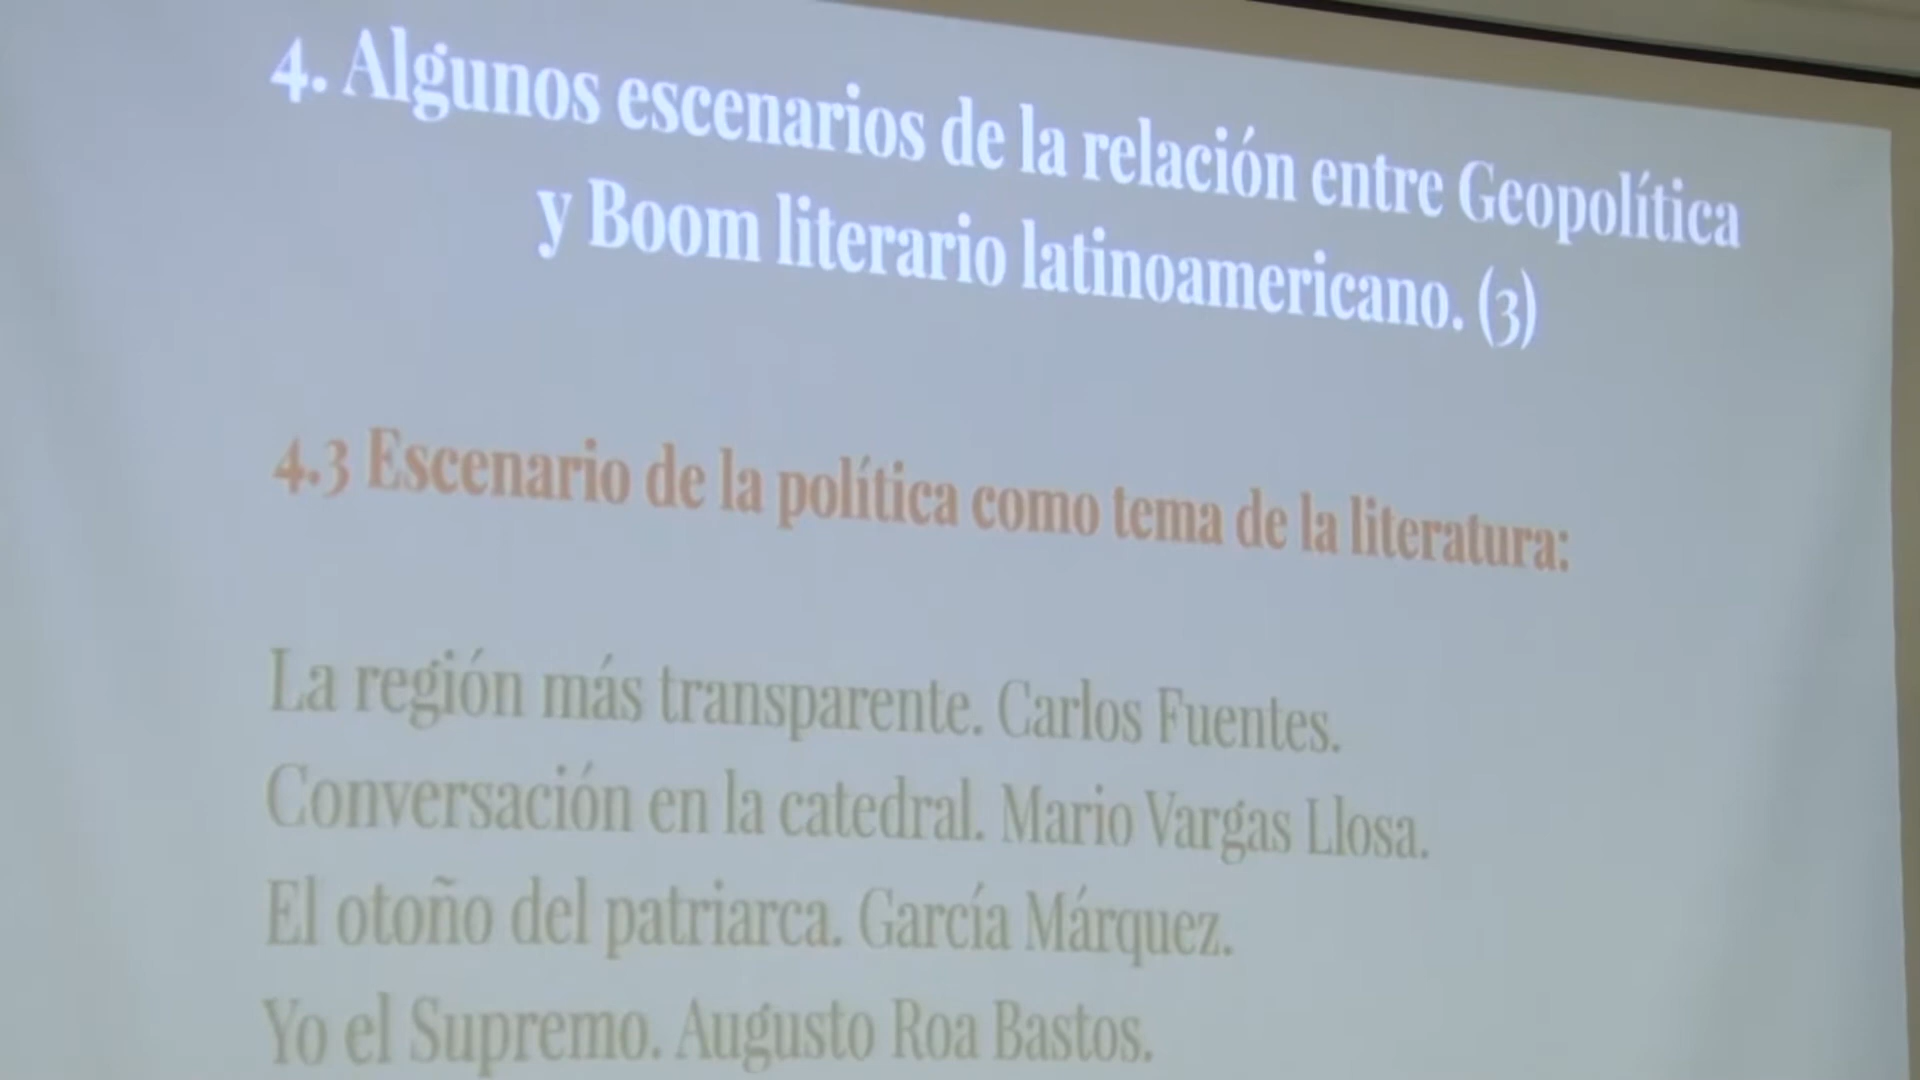 4. Algunos escenarios de la relación entre Geopolítica
y Boom literario latinoamericano. (3)
4.3 Escenario de la política como tema de la literatura:
La región más transparente. Carlos Fuentes.
Conversación en la catedral. Mario Vargas Llosa.
El otoño del patriarca. García Márquez.
Yo el Supremo. Augusto Roa Bastos.